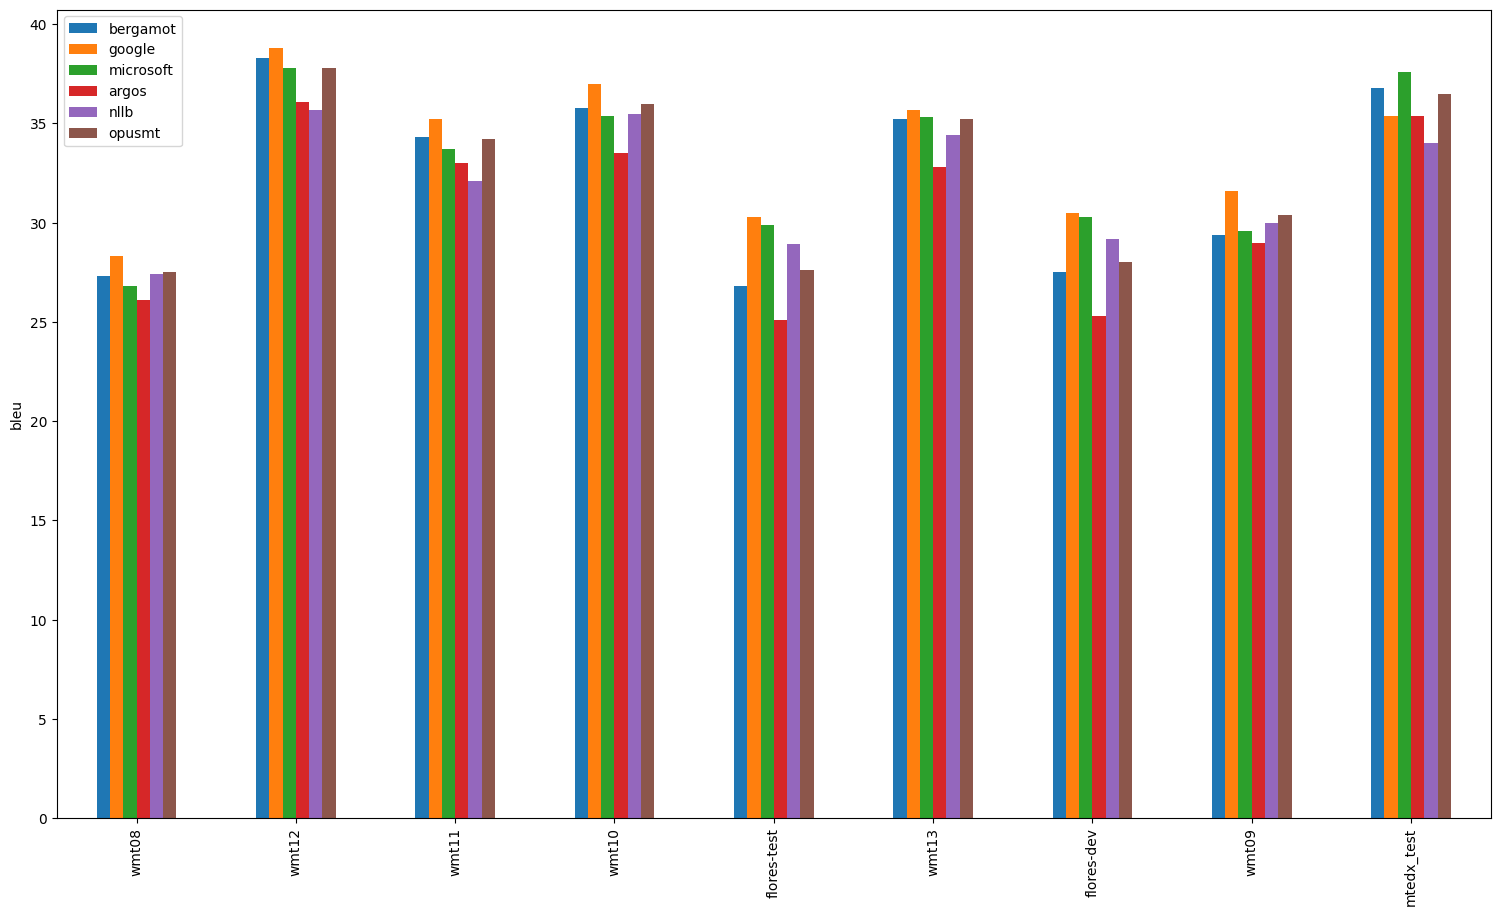 bergamot
google
microsoft
argos
nllb
opusmt
bleu
40
35
30
25
20
15
10
5
0
wmt08
wmt12
wmt11
wmt10
flores-test
wmt13
flores-dev
wmt09
mtedx_test